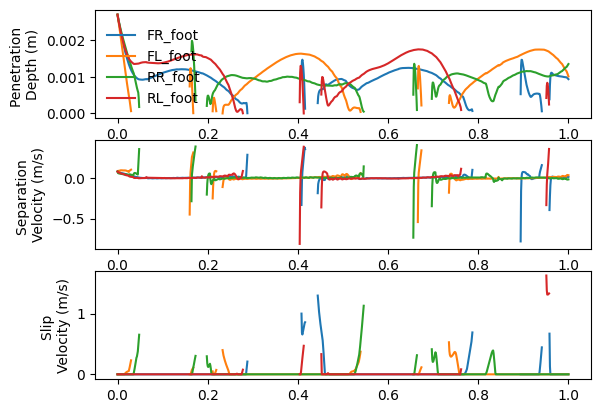 Penetration
Depth (m)
0.002
0.001
0.000
FR_foot
FL_foot
RR_foot
RL_foot
0.0 0.2 0.4 0.6 0.8 1.0
Separation
Velocity (m/s)
0.0
−0.5
0.0 0.2 0.4 0.6 0.8 1.0
Slip
Velocity (m/s)
1
0
0.0 0.2 0.4 0.6 0.8 1.0